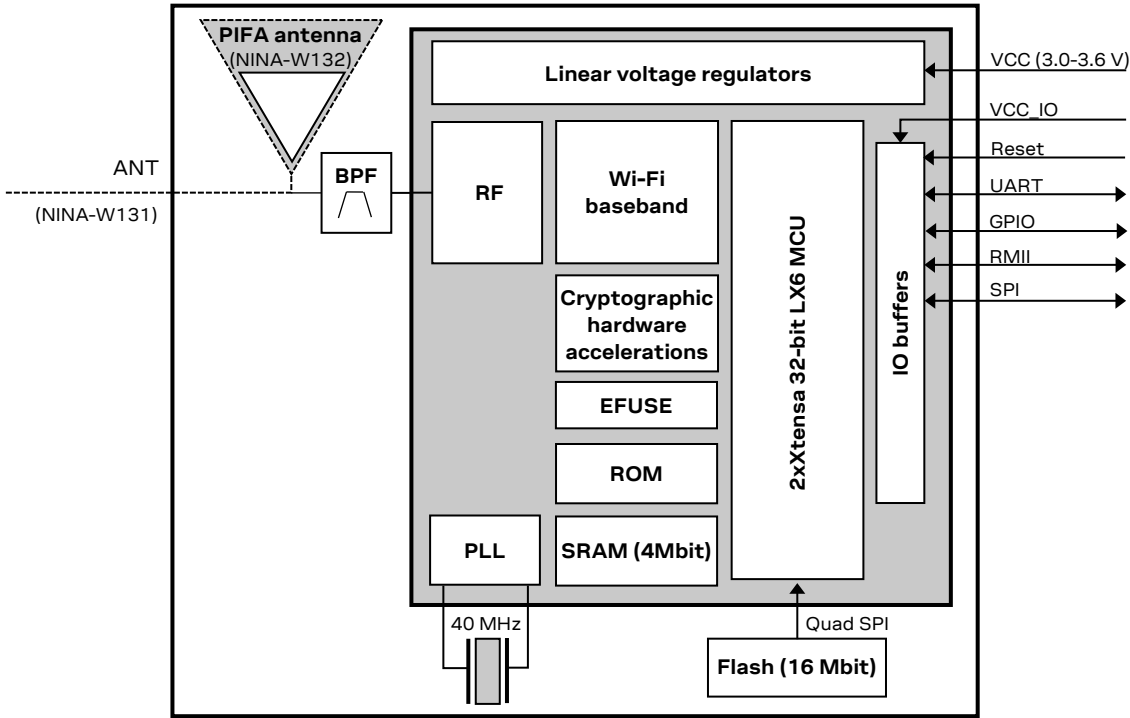 PIFA antenna
(NINA-W132)
Linear voltage regulators
VCC (3.0-3.6 V)
VCC_IO
Reset
UART
GPIO
RMII
SPI
ANT
(NINA-W131)
BPF
RF
Wi-Fi
baseband
Cryptographic
hardware
accelerations
EFUSE
ROM
SRAM (4Mbit)
PLL
2xXtensa 32-bit LX6 MCU
IO buffers
40 MHz
Quad SPI
Flash (16 Mbit)